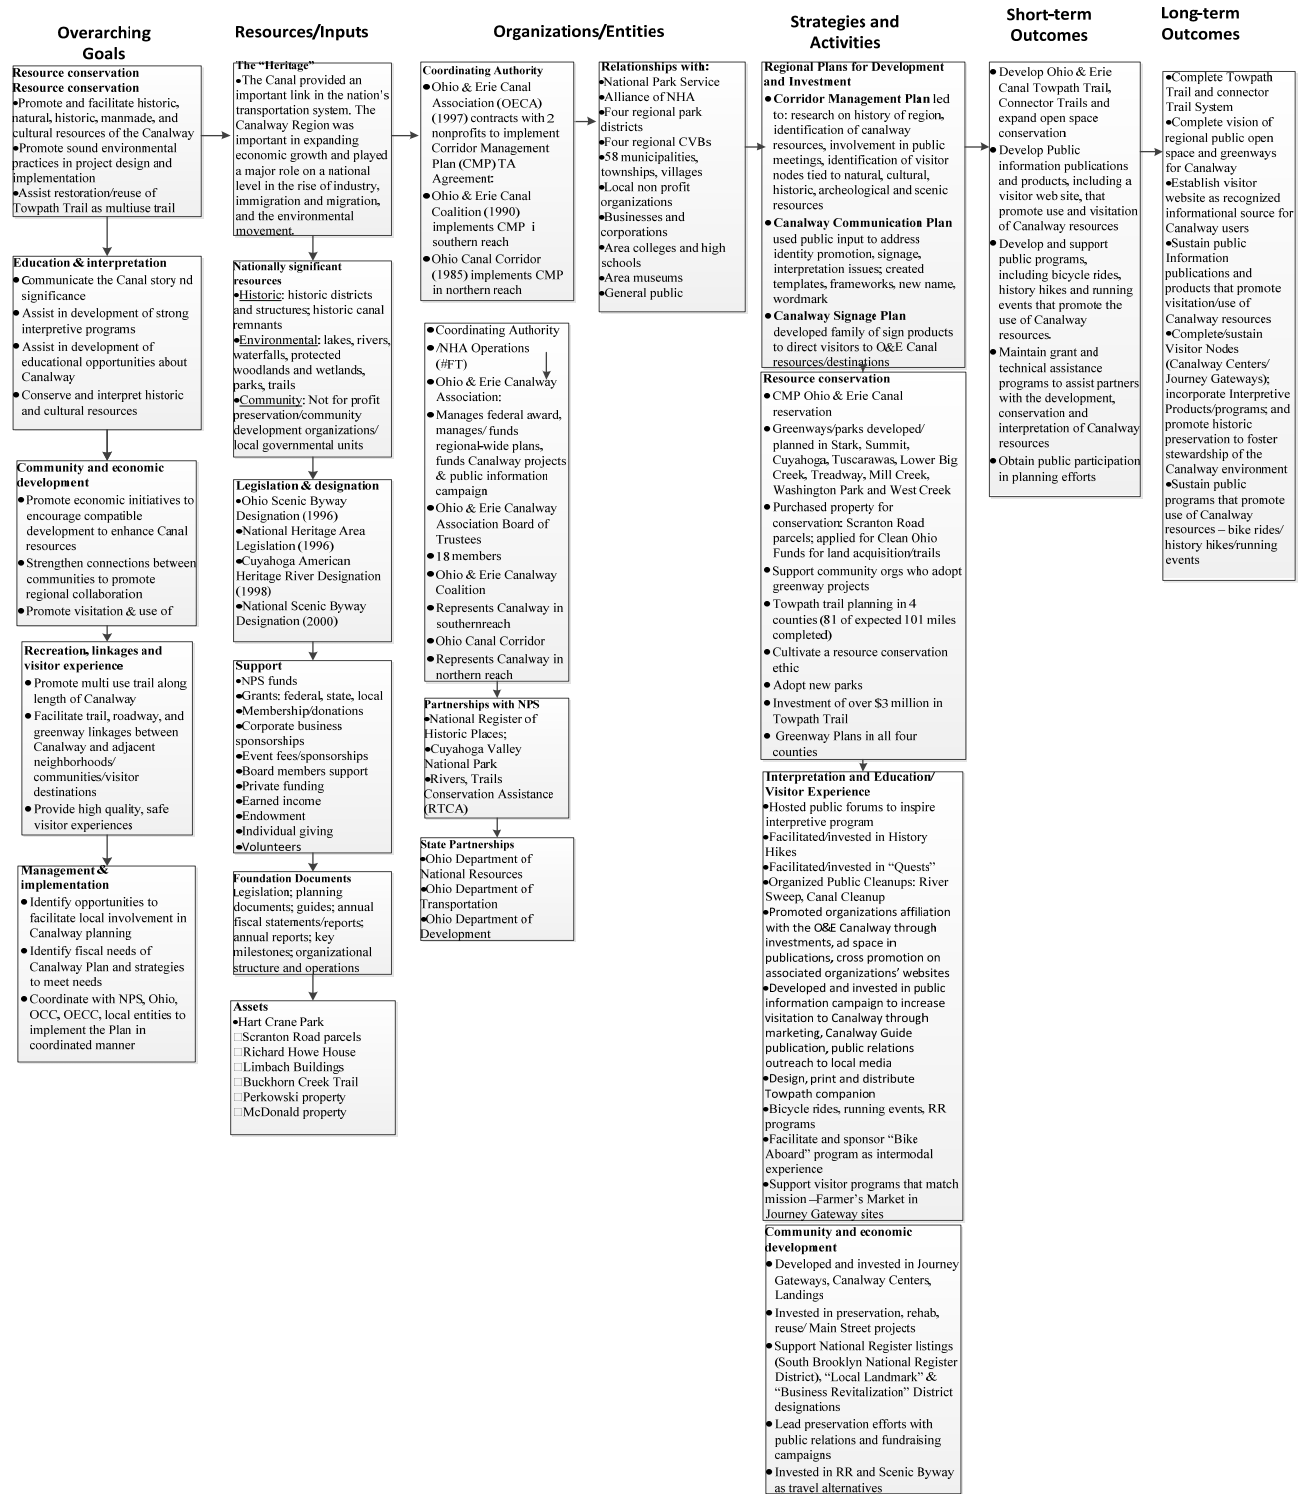 Overarching
Goals
Resource conservation
Resource conservation
•Promote and facilitate historic,
natural, historic, manmade, and
cultural resources of the Canalway
•Promote sound environmental
practices in project design and
implementation
•Assist restoration/reuse of
Towpath Trail as multiuse trail
Education & interpretation
• Communicate the Canal story nd
significance
• Assist in development of strong
interpretive programs
• Assist in development of
educational opportunities about
Canalway
• Conserve and interpret historic
and cultural resources
Community and economic
development
• Promote economic initiatives to
encourage compatible
development to enhance Canal
resources
• Strengthen connections between
communities to promote
regional collaboration
• Promote visitation & use of
Recreation, linkages and
visitor experience
• Promote multi use trail along
length of Canalway
• Facilitate trail, roadway, and
greenway linkages between
Canalway and adjacent
neighborhoods/
communities/visitor
destinations
• Provide high quality, safe
visitor experiences
Management &
implementation
• Identify opportunities to
facilitate local involvement in
Canalway planning
• Identify fiscal needs of
Canalway Plan and strategies
to meet needs
• Coordinate with NPS, Ohio,
OCC, OECC, local entities to
implement the Plan in
coordinated manner
Resources/Inputs
The “Heritage”
•The Canal provided an
important link in the nation's
transportation system. The
Canalway Region was
important in expanding
economic growth and played
a major role on a national
level in the rise of industry,
immigration and migration,
and the environmental
movement.
Nationally significant
resources
•Historic: historic districts
and structures; historic canal
remnants
•Environmental: lakes, rivers,
waterfalls, protected
woodlands and wetlands,
parks, trails
•Community: Not for profit
preservation/community
development organizations/
local governmental units
Legislation & designation
•Ohio Scenic Byway
Designation (1996)
•National Heritage Area
Legislation (1996)
•Cuyahoga American
Heritage River Designation
(1998)
•National Scenic Byway
Designation (2000)
Support
•NPS funds
•Grants: federal, state, local
•Membership/donations
•Corporate business
sponsorships
•Event fees/sponsorships
•Board members support
•Private funding
•Earned income
•Endowment
•Individual giving
•Volunteers
Foundation Documents
Legislation; planning
documents; guides; annual
fiscal statements/reports;
annual reports; key
milestones; organizational
structure and operations
Assets
•Hart Crane Park
□Scranton Road parcels
□Richard Howe House
□Limbach Buildings
□Buckhorn Creek Trail
□Perkowski property
□McDonald property
Organizations/Entities
Coordinating Authority
• Ohio & Erie Canal
Association (OECA)
(1997) contracts with 2
nonprofits to implement
Corridor Management
Plan (CMP) TA
Agreement:
• Ohio & Erie Canal
Coalition (1990)
implements CMP i
southern reach
• Ohio Canal Corridor
(1985) implements CMP
in northern reach
• Coordinating Authority
• /NHA Operations
(#FT)
• Ohio & Erie Canalway
Association:
• Manages federal award,
manages/ funds
regional-wide plans,
funds Canalway projects
& public information
campaign
• Ohio & Erie Canalway
Association Board of
Trustees
• 18 members
• Ohio & Erie Canalway
Coalition
• Represents Canalway in
southernreach
• Ohio Canal Corridor
• Represents Canalway in
northern reach
Partnerships with NPS
•National Register of
Historic Places;
•Cuyahoga Valley
National Park
•Rivers, Trails
Conservation Assistance
(RTCA)
State Partnerships
•Ohio Department of
National Resources
•Ohio Department of
Transportation
•Ohio Department of
Development
Relationships with:
•National Park Service
•Alliance of NHA
•Four regional park
districts
•Four regional CVBs
•58 municipalities,
townships, villages
•Local non profit
organizations
•Businesses and
corporations
•Area colleges and high
schools
•Area museums
•General public
Strategies and
Activities
Regional Plans for Development
and Investment
• Corridor Management Plan led
to: research on history of region,
identification of canalway
resources, involvement in public
meetings, identification of visitor
nodes tied to natural, cultural,
historic, archeological and scenic
resources
• Canalway Communication Plan
used public input to address
identity promotion, signage,
interpretation issues; created
templates, frameworks, new name,
wordmark
• Canalway Signage Plan
developed family of sign products
to direct visitors to O&E Canal
resources/destinations
Resource conservation
• CMP Ohio & Erie Canal
reservation
• Greenways/parks developed/
planned in Stark, Summit,
Cuyahoga, Tuscarawas, Lower Big
Creek, Treadway, Mill Creek,
Washington Park and West Creek
• Purchased property for
conservation: Scranton Road
parcels; applied for Clean Ohio
Funds for land acquisition/trails
• Support community orgs who adopt
greenway projects
• Towpath trail planning in 4
counties (81 of expected 101 miles
completed)
• Cultivate a resource conservation
ethic
• Adopt new parks
• Investment of over $3 million in
Towpath Trail
• Greenway Plans in all four
counties
Interpretation and Education/
Visitor Experience
•Hosted public forums to inspire
interpretive program
•Facilitated/invested in History
Hikes
•Facilitated/invested in “Quests”
•Organized Public Cleanups: River
Sweep, Canal Cleanup
•Promoted organizations affiliation
with the O&E Canalway through
investments, ad space in
publications, cross promotion on
associated organizations’ websites
•Developed and invested in public
information campaign to increase
visitation to Canalway through
marketing, Canalway Guide
publication, public relations
outreach to local media
•Design, print and distribute
Towpath companion
•Bicycle rides, running events, RR
programs
•Facilitate and sponsor “Bike
Aboard” program as intermodal
experience
•Support visitor programs that match
mission –Farmer’s Market in
Journey Gateway sites
Community and economic
development
• Developed and invested in Journey
Gateways, Canalway Centers,
Landings
• Invested in preservation, rehab,
reuse/ Main Street projects
• Support National Register listings
(South Brooklyn National Register
District), “Local Landmark” &
“Business Revitalization” District
designations
• Lead preservation efforts with
public relations and fundraising
campaigns
• Invested in RR and Scenic Byway
as travel alternatives
Short-term
Outcomes
• Develop Ohio & Erie
Canal Towpath Trail,
Connector Trails and
expand open space
conservation
• Develop Public
information publications
and products, including a
visitor web site, that
promote use and visitation
of Canalway resources
• Develop and support
public programs,
including bicycle rides,
history hikes and running
events that promote the
use of Canalway
resources.
• Maintain grant and
technical assistance
programs to assist partners
with the development,
conservation and
interpretation of Canalway
resources
• Obtain public participation
in planning efforts
Long-term
Outcomes
•Complete Towpath
Trail and connector
Trail System
•Complete vision of
regional public open
space and greenways
for Canalway
•Establish visitor
website as recognized
informational source for
Canalway users
•Sustain public
Information
publications and
products that promote
visitation/use of
Canalway resources
•Complete/sustain
Visitor Nodes
(Canalway Centers/
Journey Gateways);
incorporate Interpretive
Products/programs; and
promote historic
preservation to foster
stewardship of the
Canalway environment
•Sustain public
programs that promote
use of Canalway
resources – bike rides/
history hikes/running
events